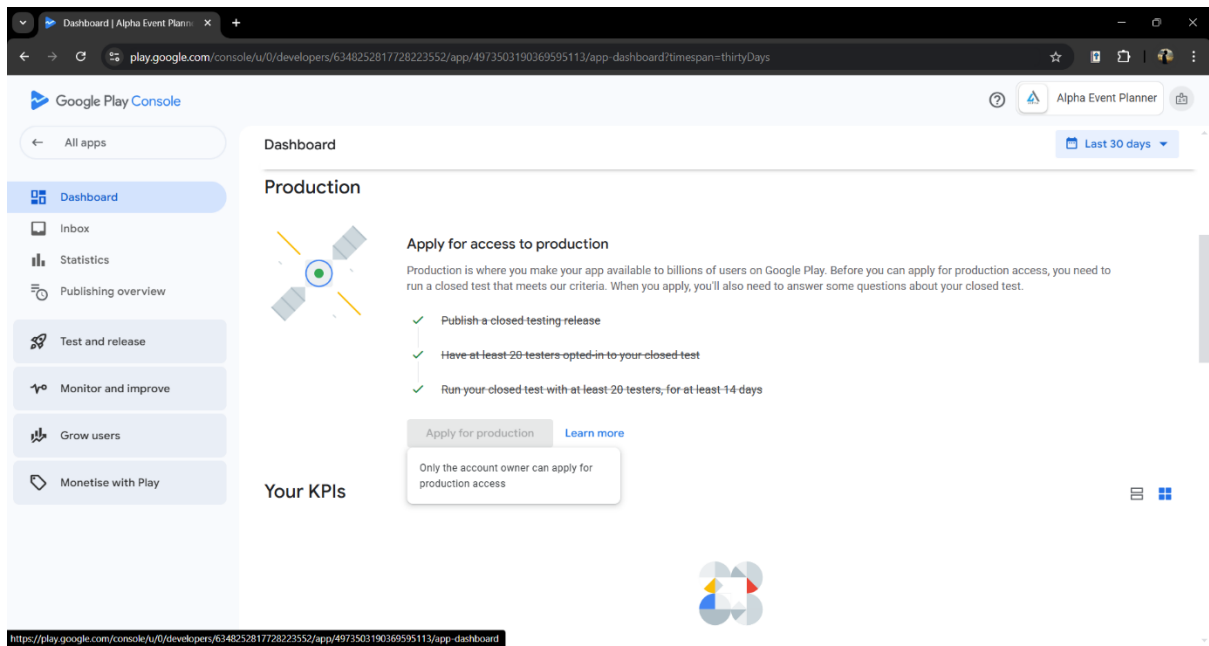 Dashboard | Alpha Event Plann
play.google.com/console/u/0/developers/6348252817728223552/app/4973503190369595113/app-dashboard?timespan=thirtyDays
Google Play Console
Alpha Event Planner
All apps
Dashboard
Last 30 days
Dashboard
Inbox
Statistics
Publishing overview
Test and release
Monitor and improve
Grow users
Monetise with Play
Production
Apply for access to production
Production is where you make your app available to billions of users on Google Play. Before you can apply for production access, you need to
run a closed test that meets our criteria. When you apply, you'll also need to answer some questions about your closed test.
Publish a closed testing release
Have at least 20 testers opted-in to your closed test
Run your closed test with at least 20 testers, for at least 14 days
Apply for production Learn more
Only the account owner can apply for
production access
Your KPIs
https://play.google.com/console/u/0/developers/6348252817728223552/app/4973503190369595113/app-dashboard